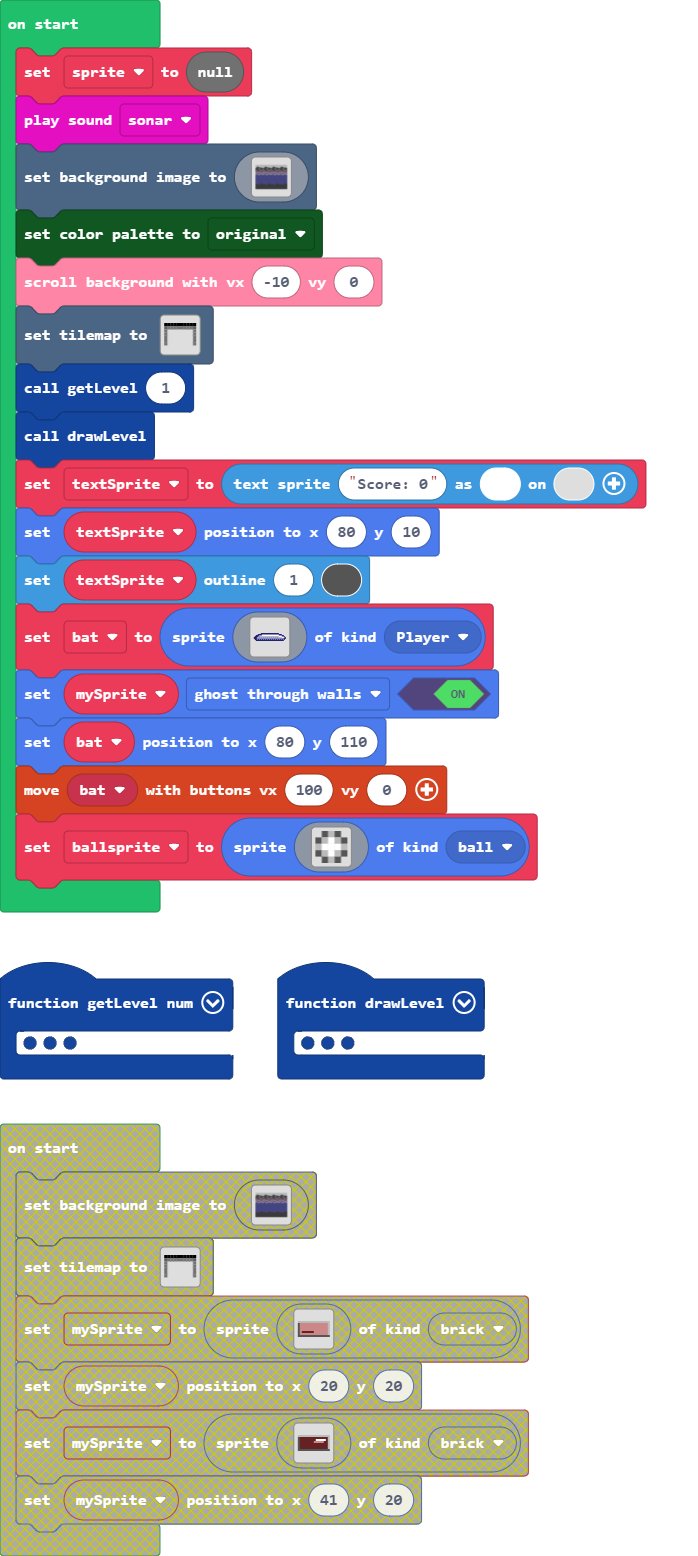 on start
set sprite to null
play sound sonar
set background image to
set color palette to original
scroll background with vx -10 vy 0
set tilemap to
call getLevel 1
call drawLevel
set textSprite to text sprite "Score: 0" as on
set textSprite position to x 80 y 10
set textSprite outline 1
set bat to sprite of kind Player
set mySprite ghost through walls ON
set bat position to x 80 y 110
move bat with buttons vx 100 vy 0
set ballsprite to sprite of kind ball
function getLevel num
function drawLevel
on start
set background image to
set tilemap to
set mySprite to sprite of kind brick
set mySprite position to x 20 y 20
set mySprite to sprite of kind brick
set mySprite position to x 41 y 20